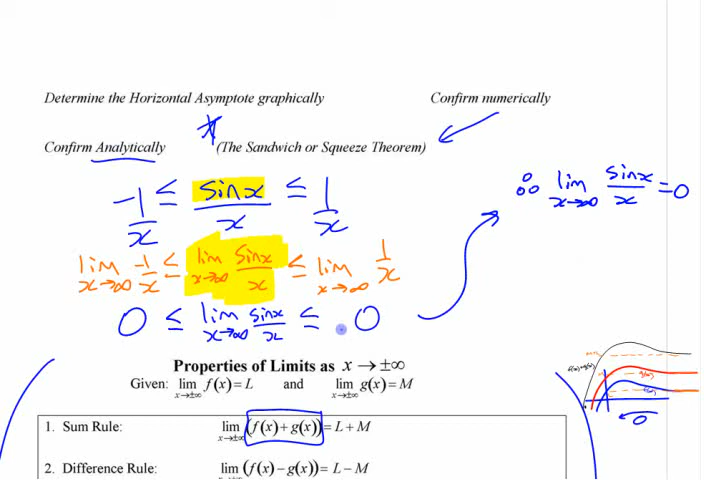 Determine the Horizontal Asymptote graphically Confirm numerically
Confirm Analytically (The Sandwich or Squeeze Theorem)
-1/x ≤ sinx/x ≤ 1/x
∴ lim x→∞ sinx/x = 0
lim x→∞ -1/x ≤ lim x→∞ sinx/x ≤ lim x→∞ 1/x
0 ≤ lim x→∞ sinx/x ≤ 0
Properties of Limits as x → ±∞
Given: lim x→±∞ f(x) = L and lim x→±∞ g(x) = M
1. Sum Rule: lim x→±∞ (f(x) + g(x)) = L + M
2. Difference Rule: lim (f(x) − g(x)) = L − M